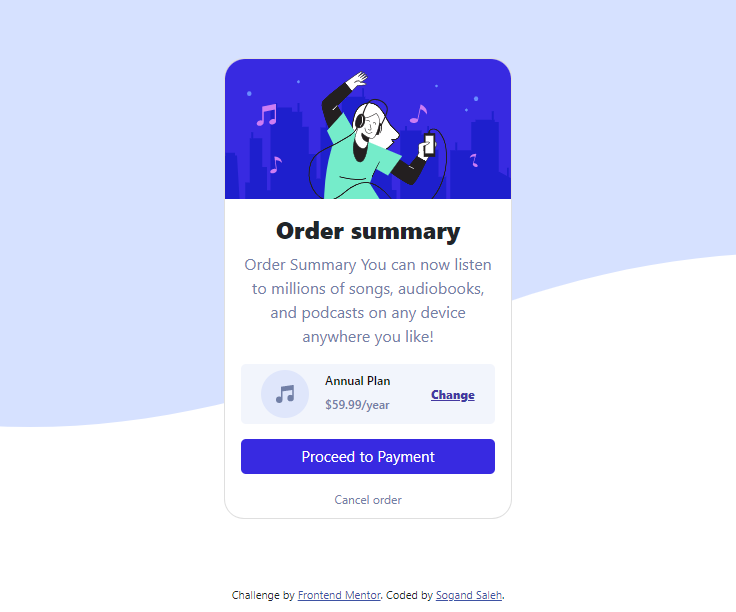 Order summary
Order Summary You can now listen
to millions of songs, audiobooks,
and podcasts on any device
anywhere you like!
Annual Plan
$59.99/year
Change
Proceed to Payment
Cancel order
Challenge by Frontend Mentor. Coded by Sogand Saleh.